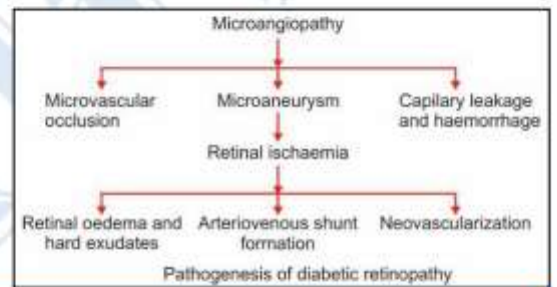 Microangiopathy
Microvascular
occlusion
Microaneurysm
Capilary leakage
and haemorrhage
Retinal ischaemia
Retinal oedema and
hard exudates
Arteriovenous shunt
formation
Neovascularization
Pathogenesis of diabetic retinopathy